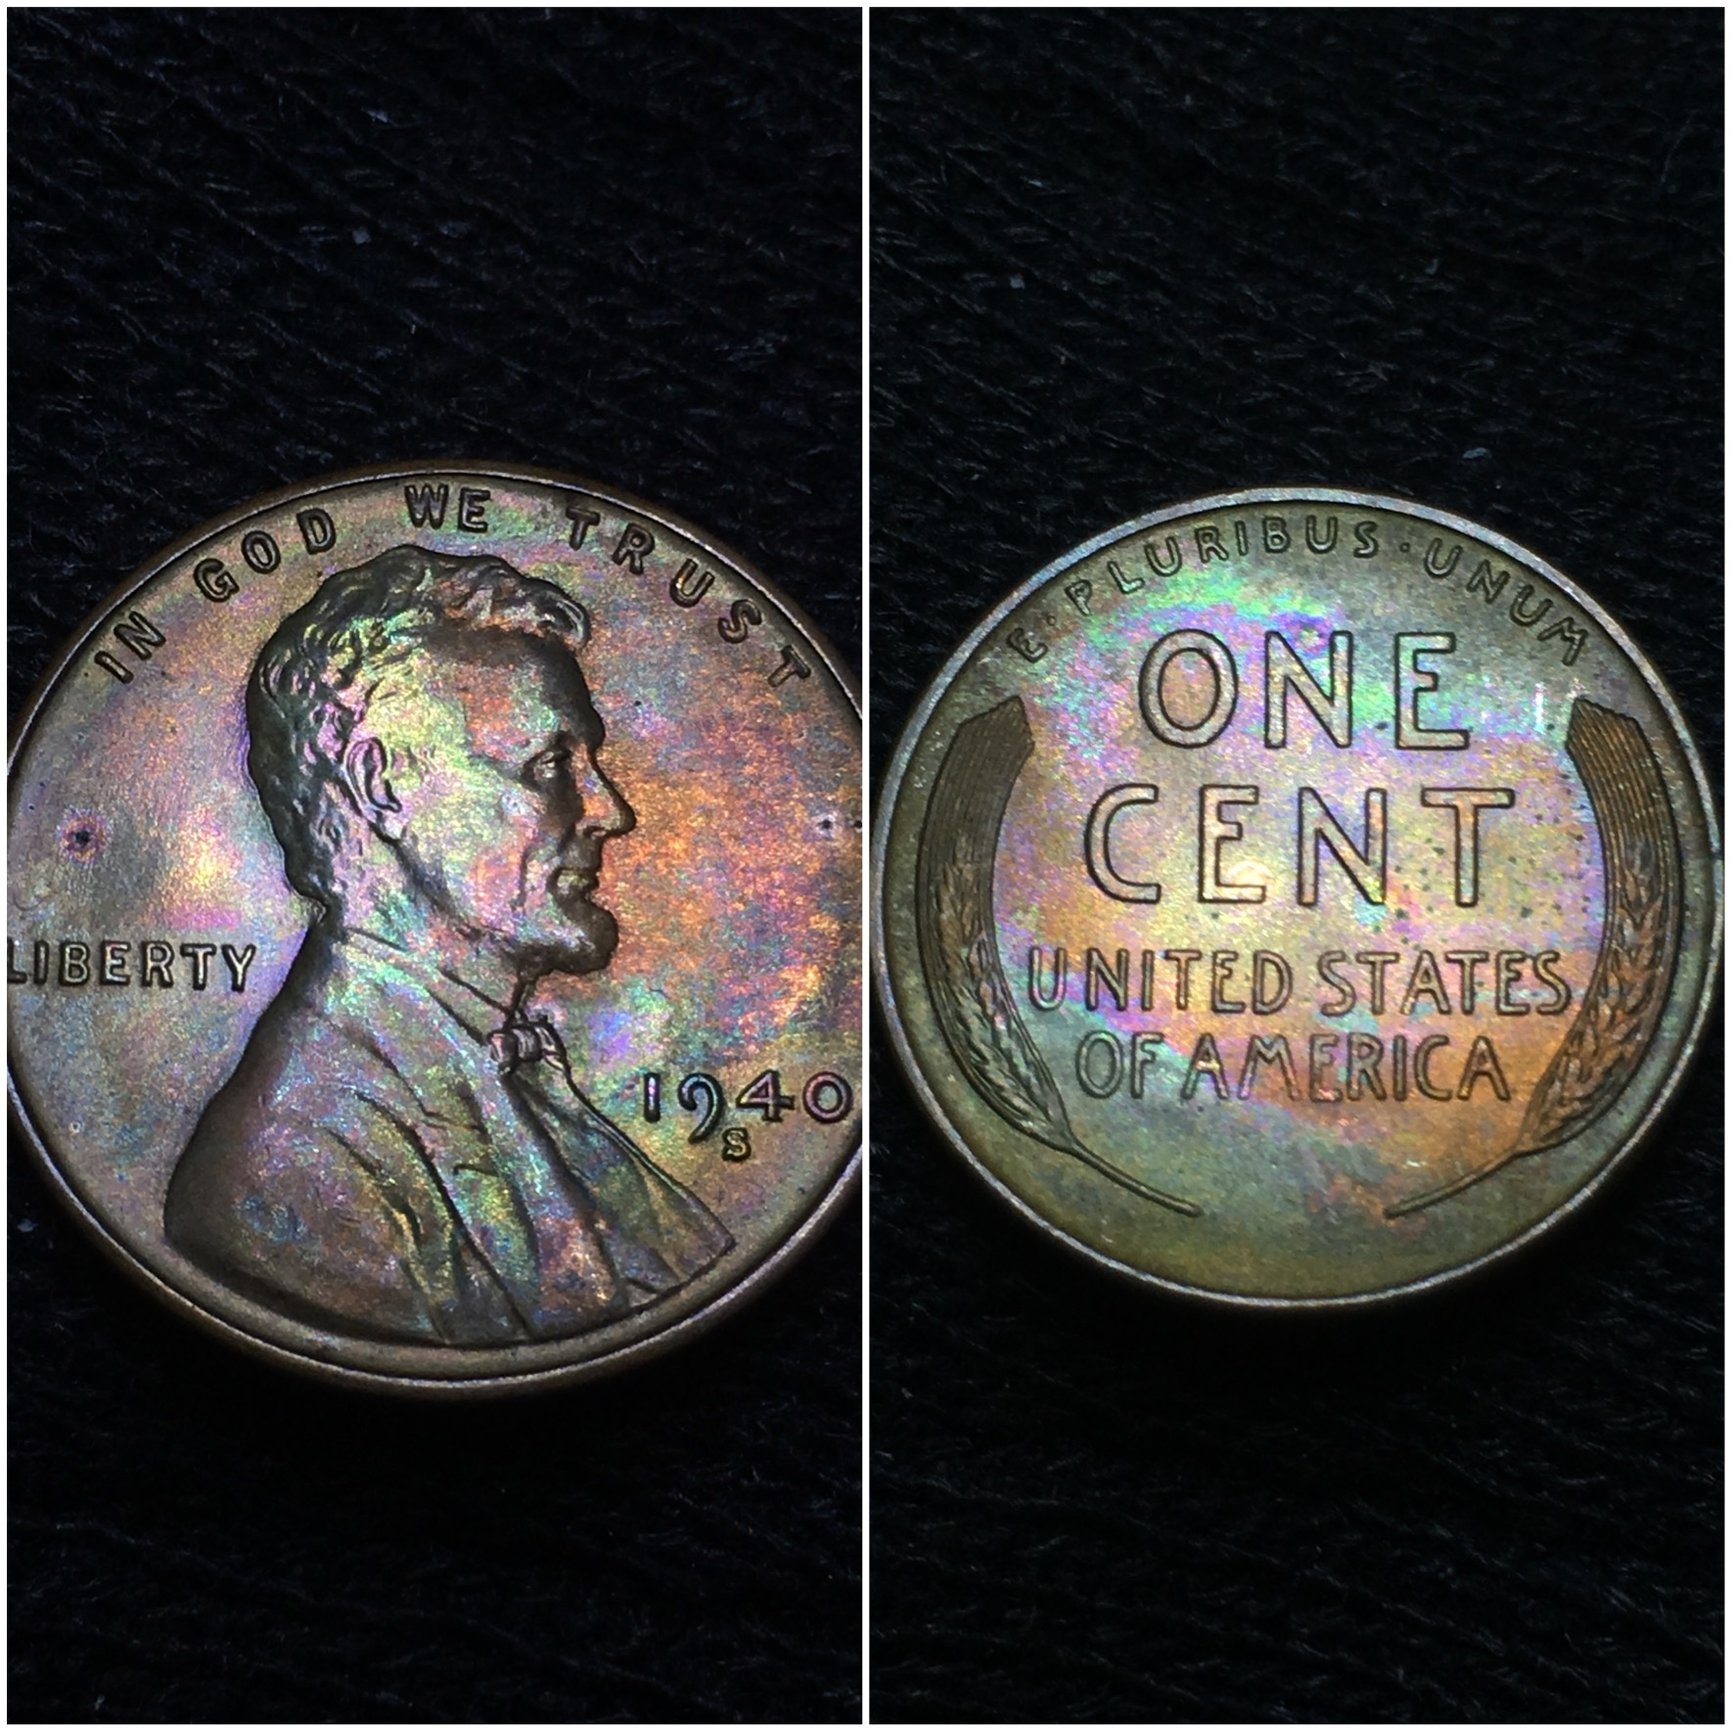 IN GOD WE TRUST
LIBERTY
1940
S
E·PLURIBUS·UNUM
ONE
CENT
UNITED STATES
OF AMERICA